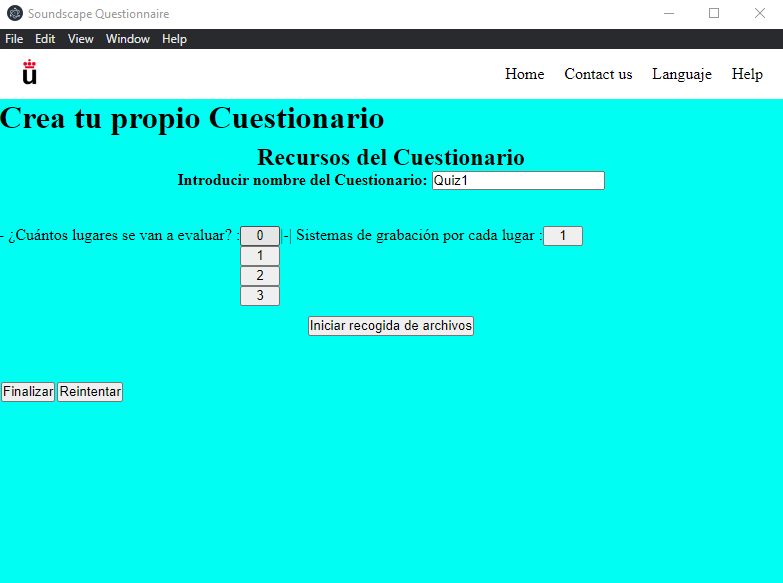 Soundscape Questionnaire
File Edit View Window Help
ü
Home Contact us Languaje Help
Crea tu propio Cuestionario
Recursos del Cuestionario
Introducir nombre del Cuestionario: Quiz1
- ¿Cuántos lugares se van a evaluar? : 0 |-| Sistemas de grabación por cada lugar : 1
1
2
3
Iniciar recogida de archivos
Finalizar Reintentar